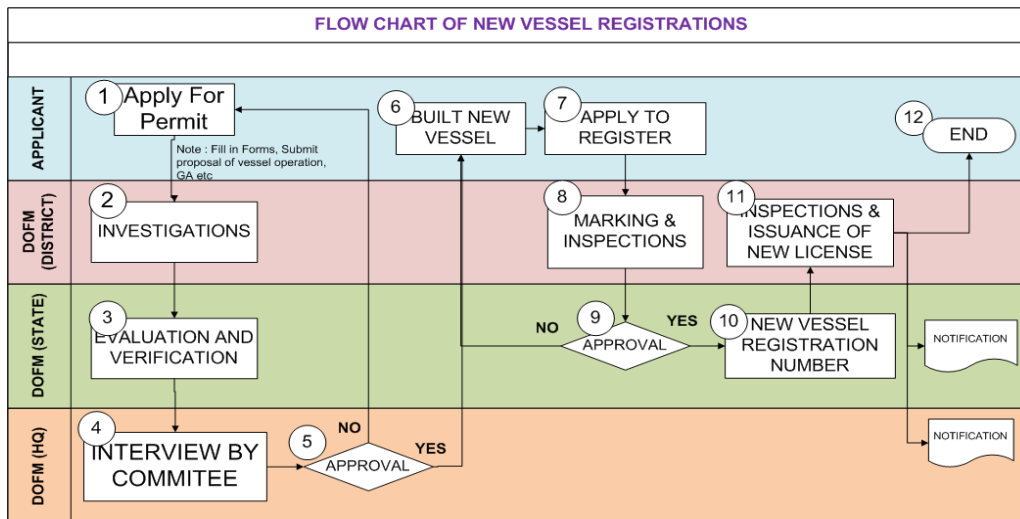 FLOW CHART OF NEW VESSEL REGISTRATIONS
APPLICANT
1
Apply For
Permit
Note : Fill in Forms, Submit
proposal of vessel operation,
GA etc
6
BUILT NEW
VESSEL
7
APPLY TO
REGISTER
12
END
DOFM
(DISTRICT)
2
INVESTIGATIONS
8
MARKING &
INSPECTIONS
11
INSPECTIONS &
ISSUANCE OF
NEW LICENSE
DOFM (STATE)
3
EVALUATION AND
VERIFICATION
NO
9
APPROVAL
YES
10
NEW VESSEL
REGISTRATION
NUMBER
NOTIFICATION
DOFM (HQ)
4
INTERVIEW BY
COMMITEE
5
NO
APPROVAL
YES
NOTIFICATION